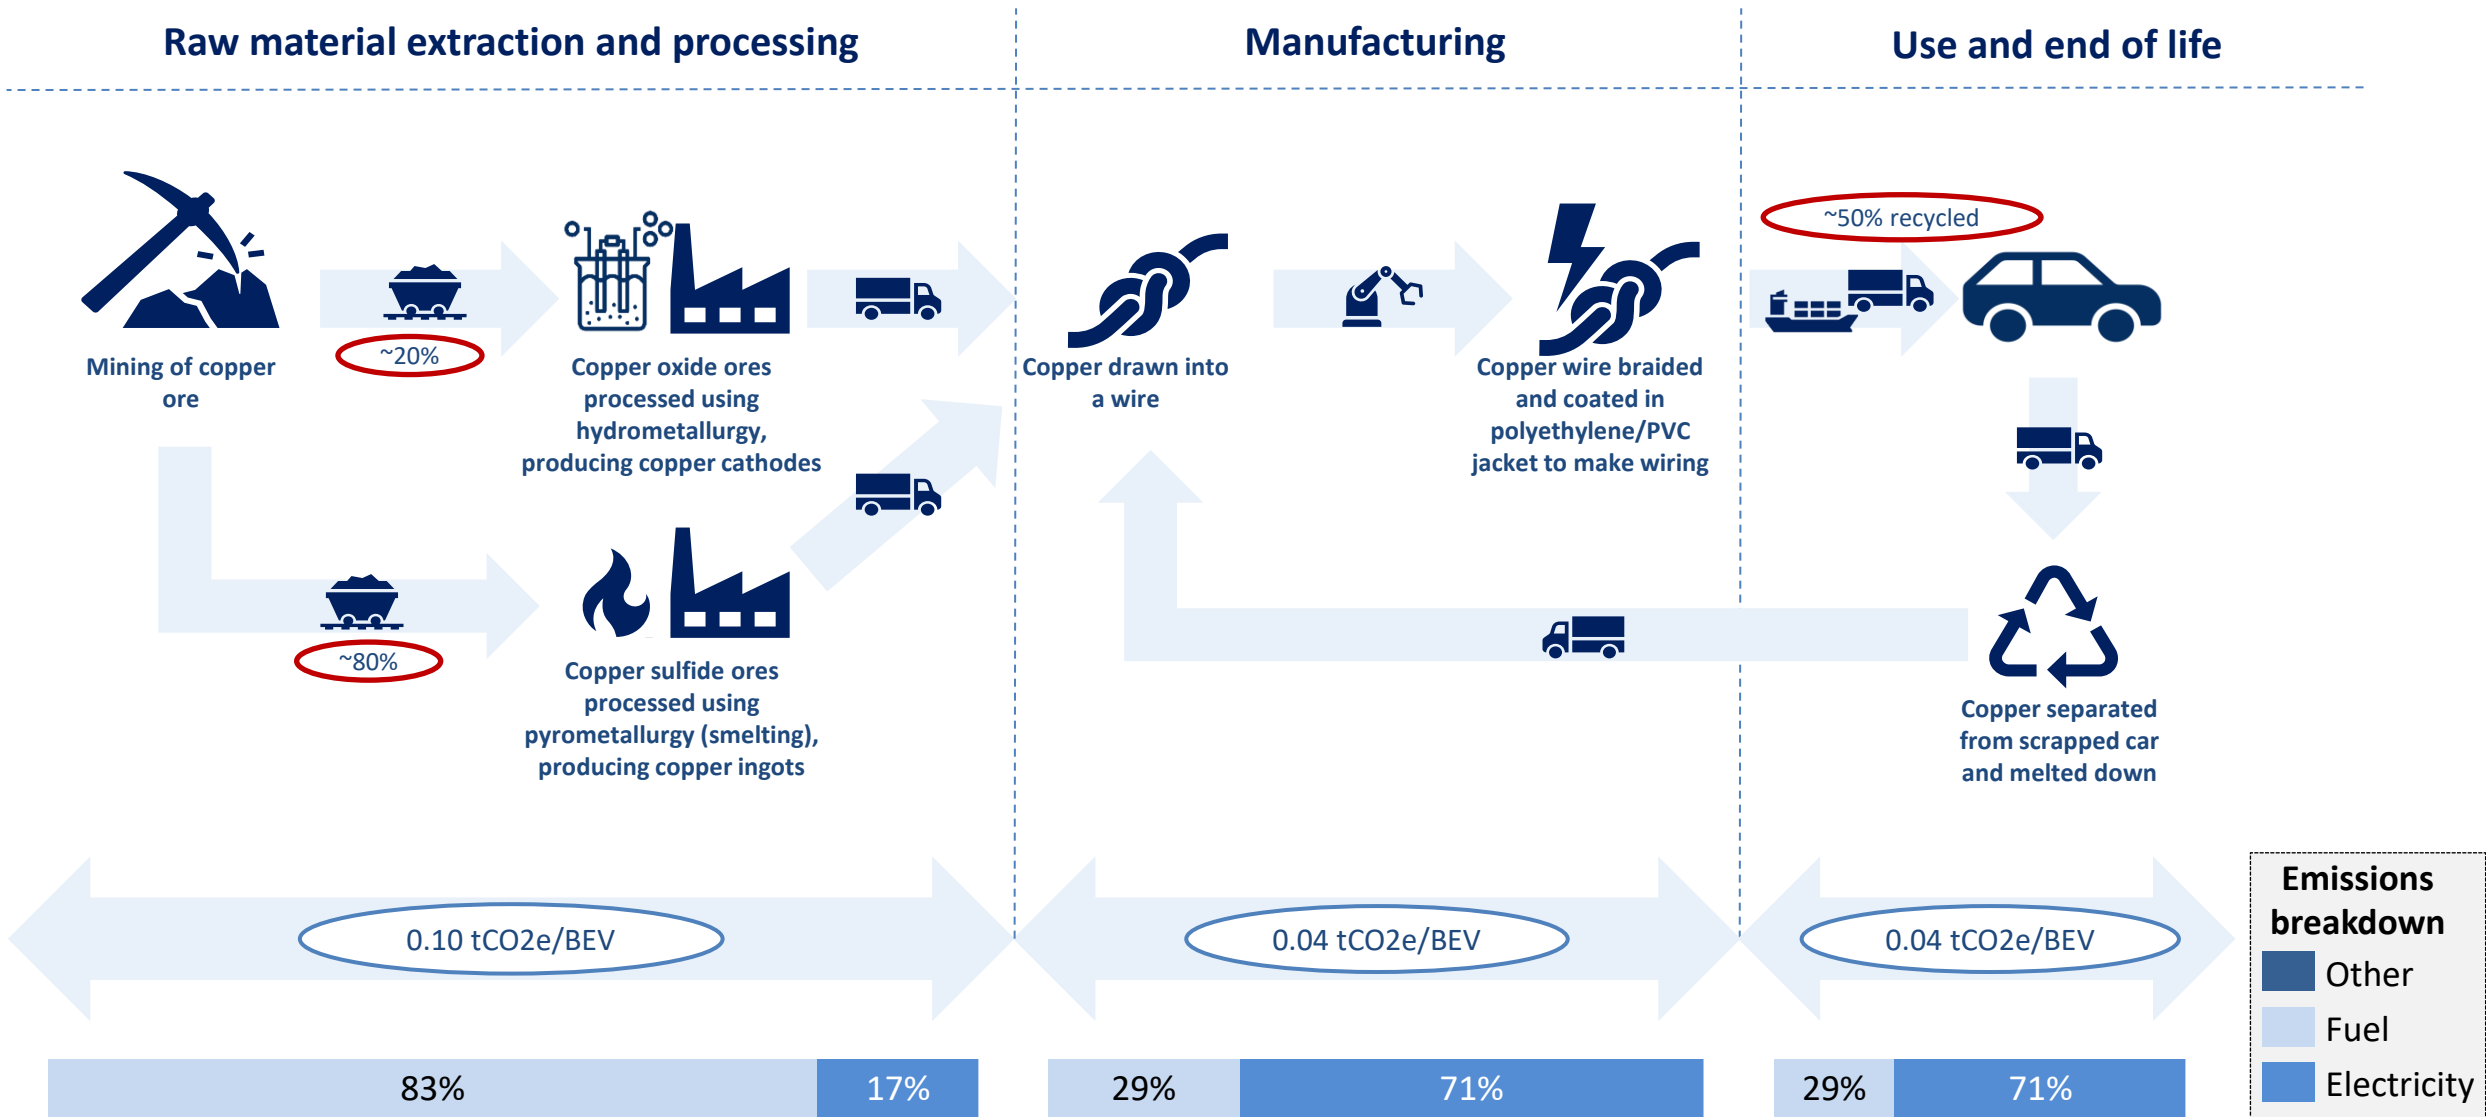 Raw material extraction and processing
Manufacturing
Use and end of life
~50% recycled
~20%
Mining of copper
ore
Copper oxide ores
processed using
hydrometallurgy,
producing copper cathodes
Copper drawn into
a wire
Copper wire braided
and coated in
polyethylene/PVC
jacket to make wiring
~80%
Copper sulfide ores
processed using
pyrometallurgy (smelting),
producing copper ingots
Copper separated
from scrapped car
and melted down
0.10 tCO2e/BEV
0.04 tCO2e/BEV
0.04 tCO2e/BEV
Emissions
breakdown
Other
Fuel
Electricity
83%
17%
29%
71%
29%
71%